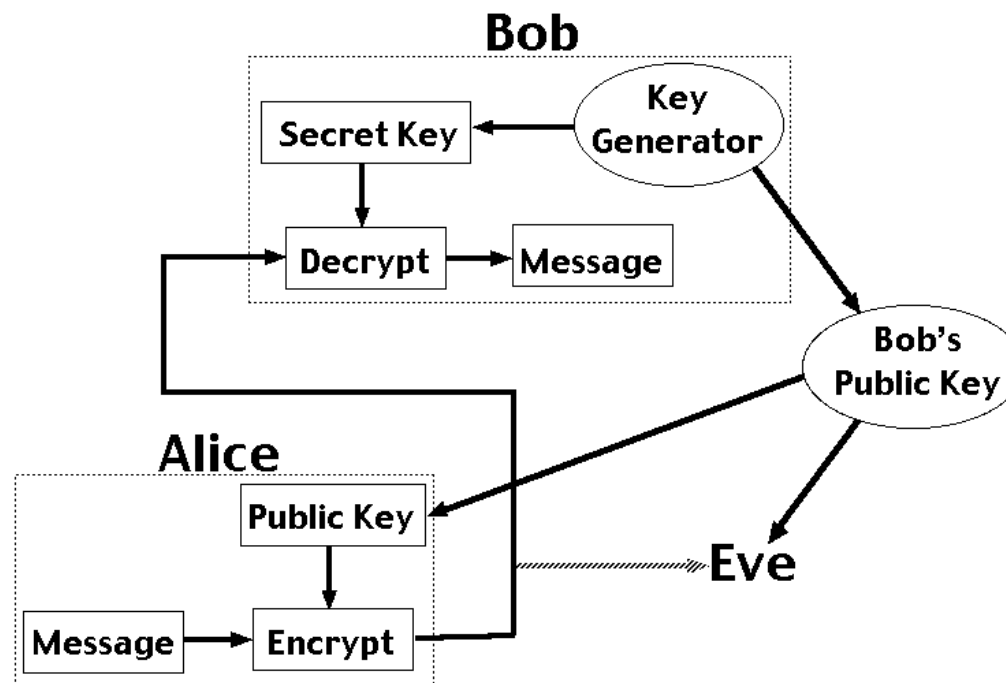 Bob
Key
Generator
Secret Key
Decrypt
Message
Bob's
Public Key
Alice
Public Key
Eve
Message
Encrypt